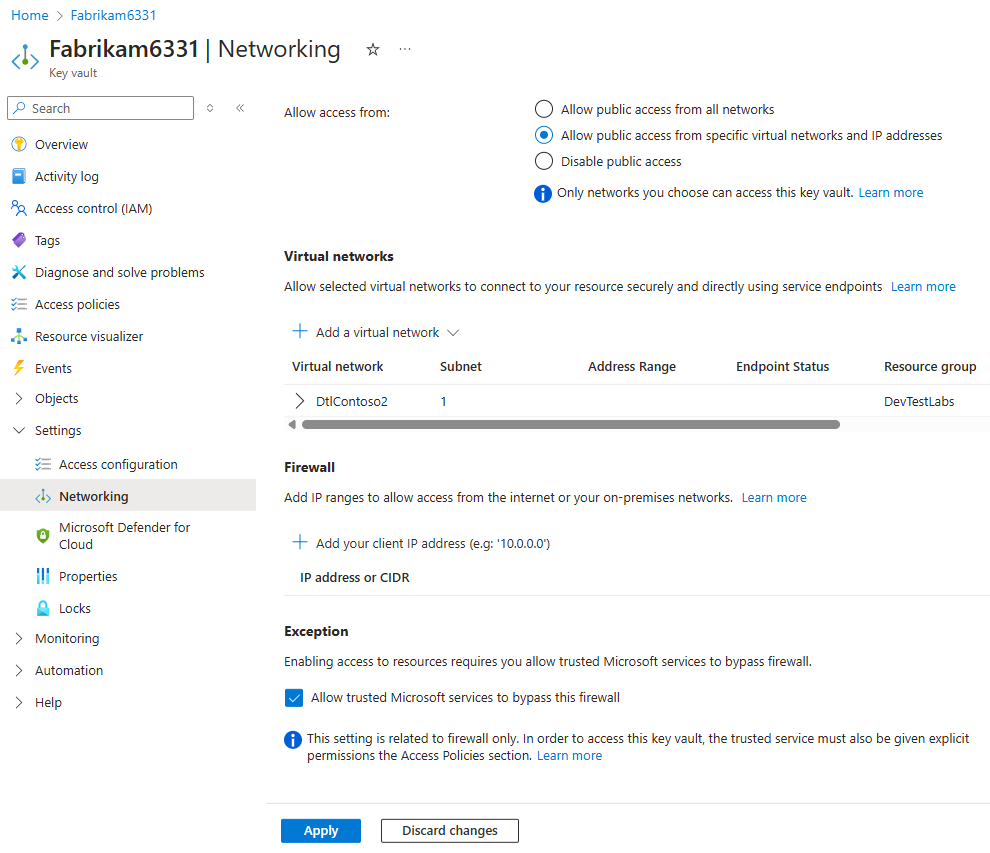 Home > Fabrikam6331
Fabrikam6331 | Networking
Key vault
Search
Overview
Activity log
Access control (IAM)
Tags
Diagnose and solve problems
Access policies
Resource visualizer
Events
Objects
Settings
Access configuration
Networking
Microsoft Defender for
Cloud
Properties
Locks
Monitoring
Automation
Help
Allow access from:
Allow public access from all networks
Allow public access from specific virtual networks and IP addresses
Disable public access
Only networks you choose can access this key vault. Learn more
Virtual networks
Allow selected virtual networks to connect to your resource securely and directly using service endpoints Learn more
Add a virtual network
Virtual network Subnet Address Range Endpoint Status Resource group
DtlContoso2 1 DevTestLabs
Firewall
Add IP ranges to allow access from the internet or your on-premises networks. Learn more
Add your client IP address (e.g: '10.0.0.0')
IP address or CIDR
Exception
Enabling access to resources requires you allow trusted Microsoft services to bypass firewall.
Allow trusted Microsoft services to bypass this firewall
This setting is related to firewall only. In order to access this key vault, the trusted service must also be given explicit
permissions the Access Policies section. Learn more
Apply Discard changes